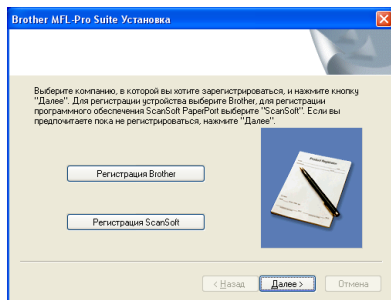 Brother MFL-Pro Suite Установка
Выберите компанию, в которой вы хотите зарегистрироваться, и нажмите кнопку
"Далее". Для регистрации устройства выберите Brother, для регистрации
программного обеспечения ScanSoft PaperPort выберите "ScanSoft". Если вы
предпочитаете пока не регистрироваться, нажмите "Далее".
Product Registration
Регистрация Brother
Регистрация ScanSoft
< Назад
Далее >
Отмена